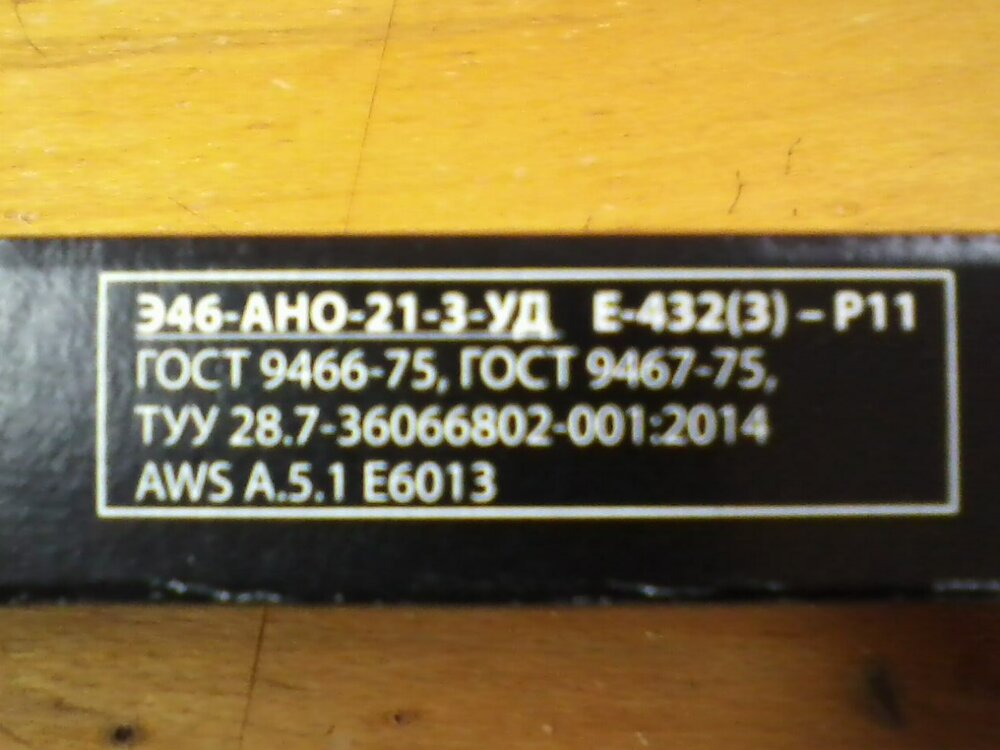 Э46-АНО-21-3-УД Е-432(3) – Р11
ГОСТ 9466-75, ГОСТ 9467-75,
ТУУ 28.7-36066802-001:2014
AWS A.5.1 E6013